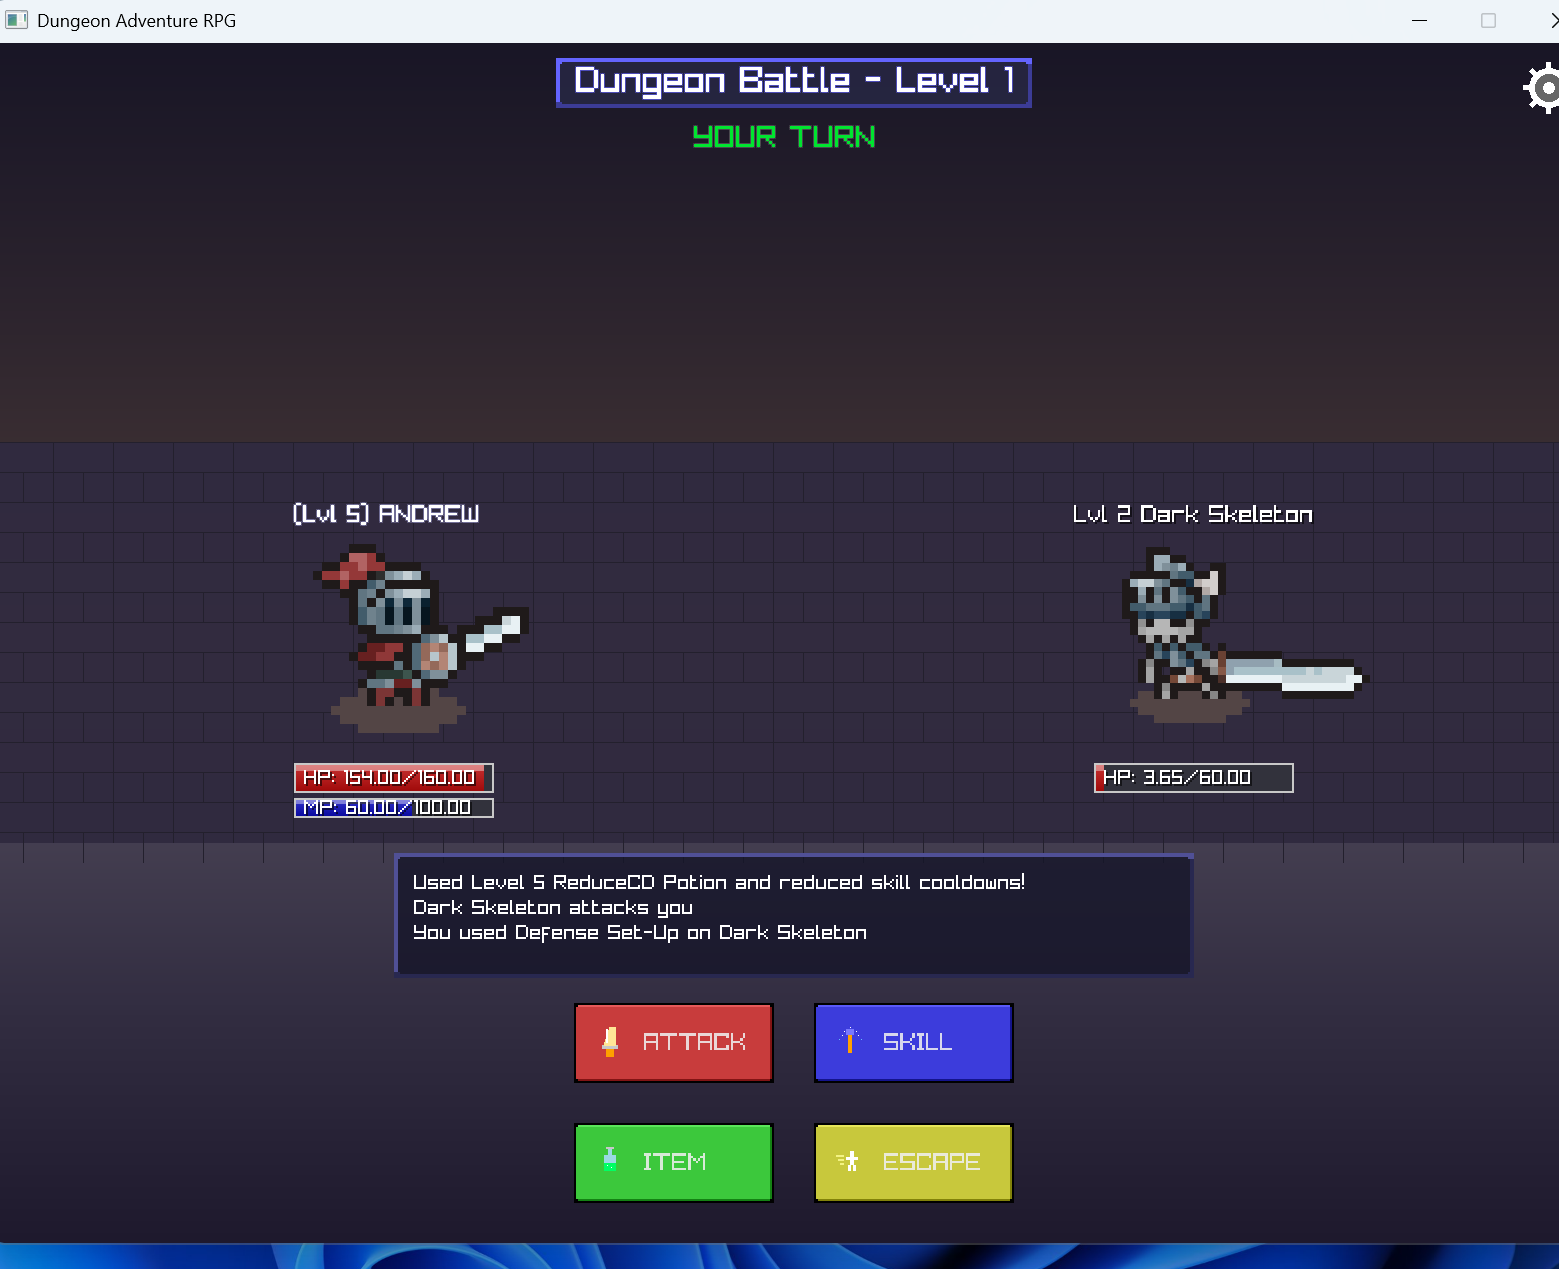 Dungeon Adventure RPG
Dungeon Battle - Level 1
YOUR TURN
(Lvl 5) ANDREW
Lvl 2 Dark Skeleton
HP: 154.00/160.00
HP: 3.65/60.00
MP: 60.00/100.00
Used Level 5 ReduceCD Potion and reduced skill cooldowns!
Dark Skeleton attacks you
You used Defense Set-Up on Dark Skeleton
ATTACK
SKILL
ITEM
ESCAPE